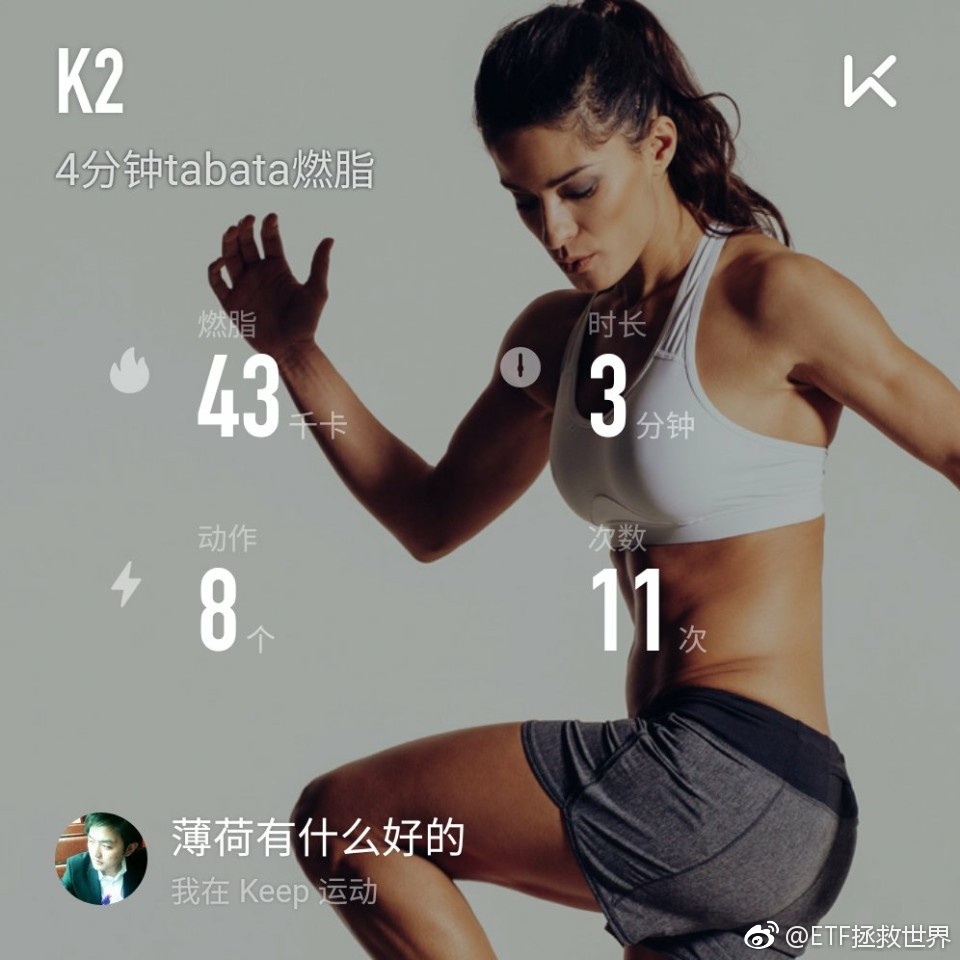 K2
4分钟tabata燃脂
燃脂
43 千卡
时长
3 分钟
动作
8 个
次数
11 次
薄荷有什么好的
我在 Keep 运动
@ETF拯救世界